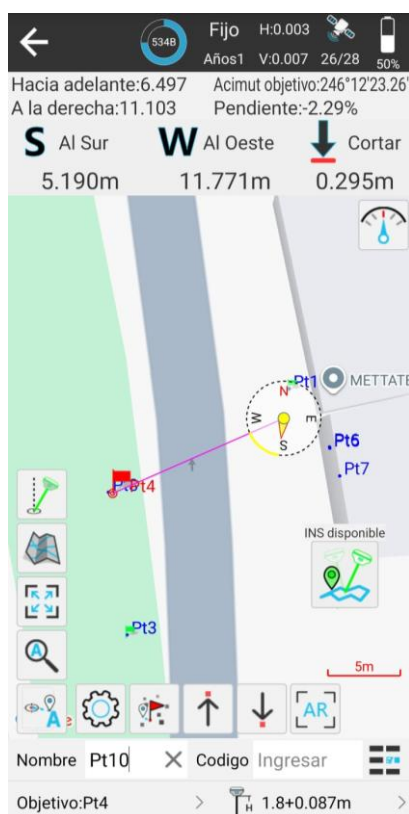 534B Fijo H:0.003
Años1 V:0.007 26/28 50%
Hacia adelante:6.497 Acimut objetivo:246°12'23.26"
A la derecha:11.103 Pendiente:-2.29%
S Al Sur W Al Oeste Cortar
5.190m 11.771m 0.295m
Pt1 METTATE
N
W E
S
Pt6
Pt7
Pt4
INS disponible
Pt3
5m
A
A
AR
Nombre Pt10 Codigo Ingresar
Objetivo:Pt4 H 1.8+0.087m